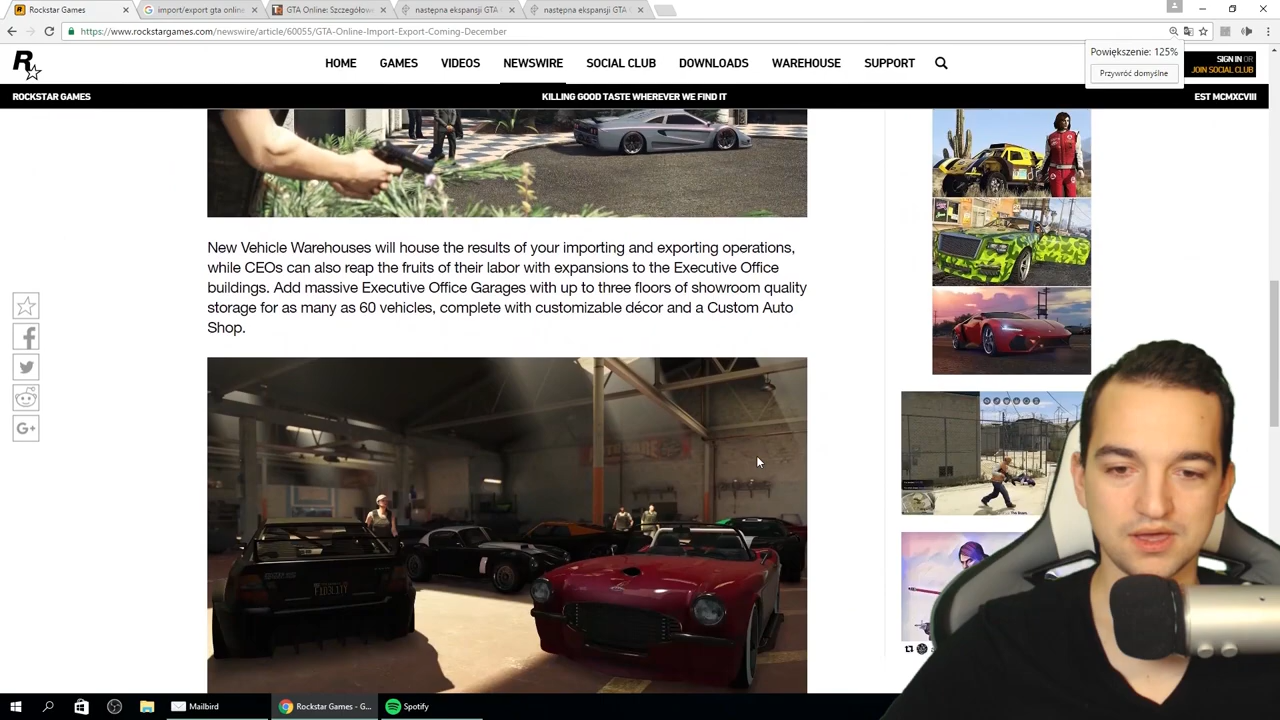 Rockstar Games
import/export gta online
GTA Online: Szczegółowe
następna ekspansji GTA
następna ekspansji GTA
https://www.rockstargames.com/newswire/article/60055/GTA-Online-Import-Export-Coming-December
Powiększenie: 125%
Przywróć domyślne
HOME GAMES VIDEOS NEWSWIRE SOCIAL CLUB DOWNLOADS WAREHOUSE SUPPORT
SIGN IN OR
JOIN SOCIAL CLUB
ROCKSTAR GAMES KILLING GOOD TASTE WHEREVER WE FIND IT EST MCMXCVIII
New Vehicle Warehouses will house the results of your importing and exporting operations,
while CEOs can also reap the fruits of their labor with expansions to the Executive Office
buildings. Add massive Executive Office Garages with up to three floors of showroom quality
storage for as many as 60 vehicles, complete with customizable décor and a Custom Auto
Shop.
Mailbird
Rockstar Games - G...
Spotify